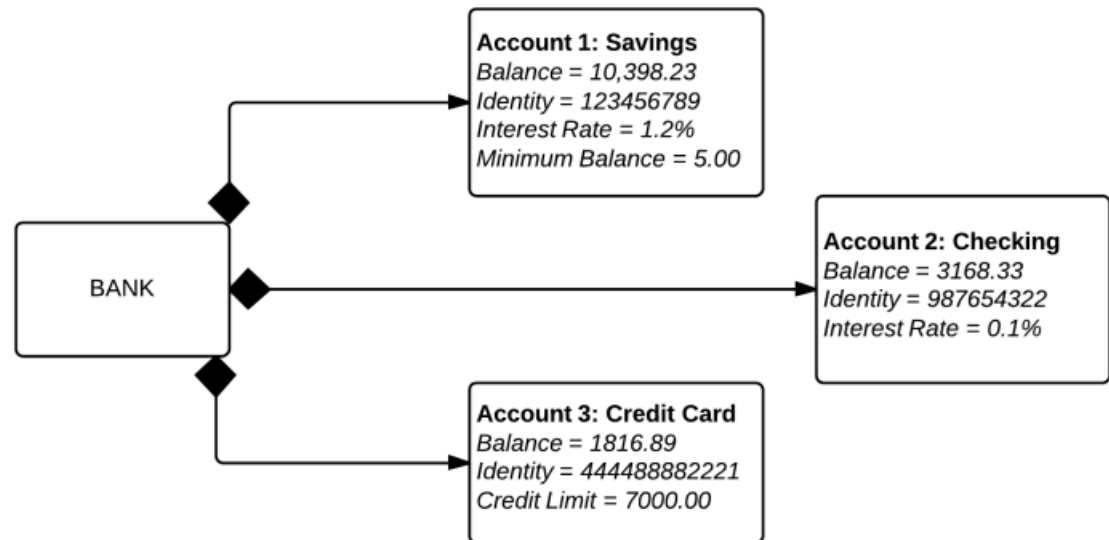 Account 1: Savings
Balance = 10,398.23
Identity = 123456789
Interest Rate = 1.2%
Minimum Balance = 5.00
BANK
Account 2: Checking
Balance = 3168.33
Identity = 987654322
Interest Rate = 0.1%
Account 3: Credit Card
Balance = 1816.89
Identity = 444488882221
Credit Limit = 7000.00